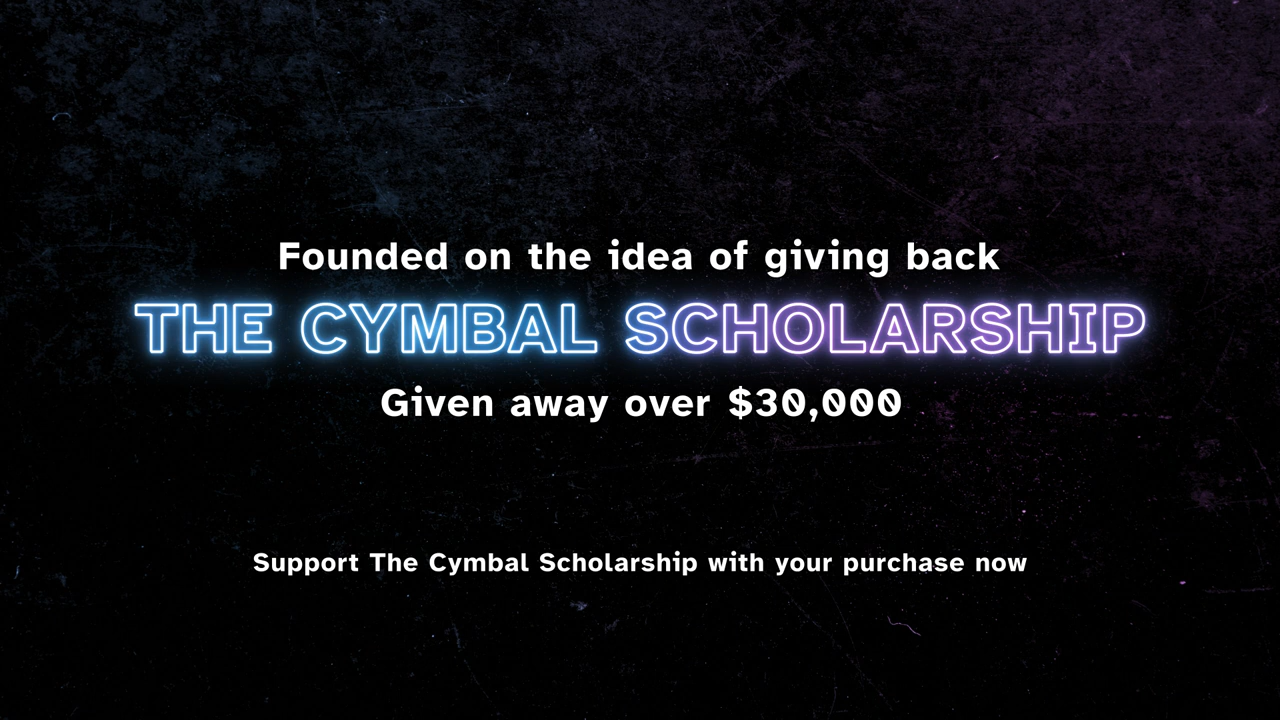 Founded on the idea of giving back
THE CYMBAL SCHOLARSHIP
Given away over $30,000
Support The Cymbal Scholarship with your purchase now